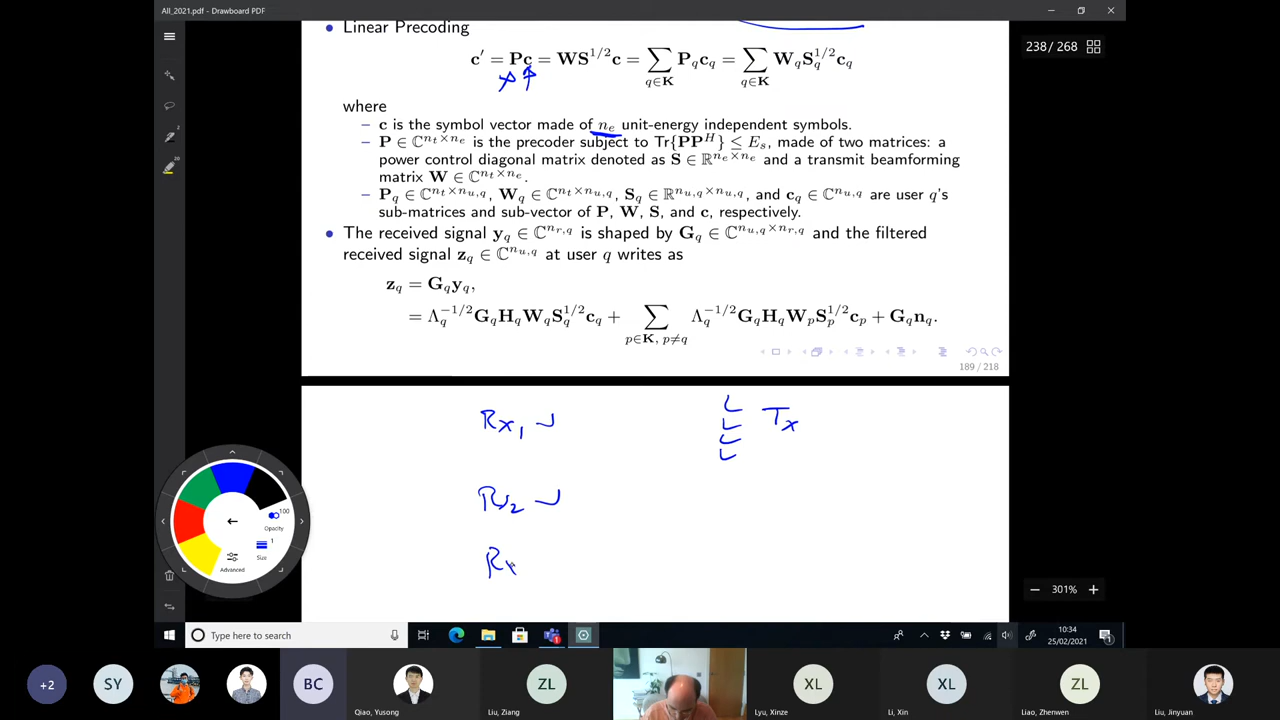 All_2021.pdf - Drawboard PDF
238 / 268
• Linear Precoding
c′ = Pc = WS^{1/2}c = ∑_{q∈K} P_q c_q = ∑_{q∈K} W_q S_q^{1/2} c_q
where
– c is the symbol vector made of n_e unit-energy independent symbols.
– P ∈ ℂ^{n_t×n_e} is the precoder subject to Tr{PP^H} ≤ E_s, made of two matrices: a
power control diagonal matrix denoted as S ∈ ℝ^{n_e×n_e} and a transmit beamforming
matrix W ∈ ℂ^{n_t×n_e}.
– P_q ∈ ℂ^{n_t×n_{u,q}}, W_q ∈ ℂ^{n_t×n_{u,q}}, S_q ∈ ℝ^{n_{u,q}×n_{u,q}}, and c_q ∈ ℂ^{n_{u,q}} are user q's
sub-matrices and sub-vector of P, W, S, and c, respectively.
• The received signal y_q ∈ ℂ^{n_{r,q}} is shaped by G_q ∈ ℂ^{n_{u,q}×n_{r,q}} and the filtered
received signal z_q ∈ ℂ^{n_{u,q}} at user q writes as
z_q = G_q y_q,
= Λ_q^{-1/2} G_q H_q W_q S_q^{1/2} c_q + ∑_{p∈K, p≠q} Λ_q^{-1/2} G_q H_q W_p S_p^{1/2} c_p + G_q n_q.
189 / 218
Rx_1
Tx
Rx_2
Rx
100
Opacity
1
Size
Advanced
301%
Type here to search
10:34
25/02/2021
+2
SY
BC
ZL
XL
XL
ZL
Qiao, Yusong
Liu, Ziang
Lyu, Xinze
Li, Xin
Liao, Zhenwen
Liu, Jinyuan